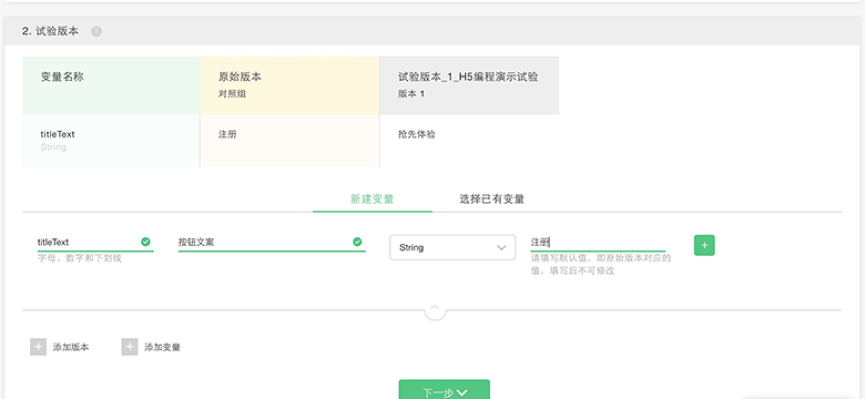 2. 试验版本 ?
变量名称
原始版本
对照组
试验版本_1_H5编程演示试验
版本 1
titleText
String
注册
抢先体验
新建变量
选择已有变量
titleText
字母，数字和下划线
按钮文案
String
注册
请填写默认值，即原始版本对应的
值，填写后不可修改
添加版本
添加变量
下一步